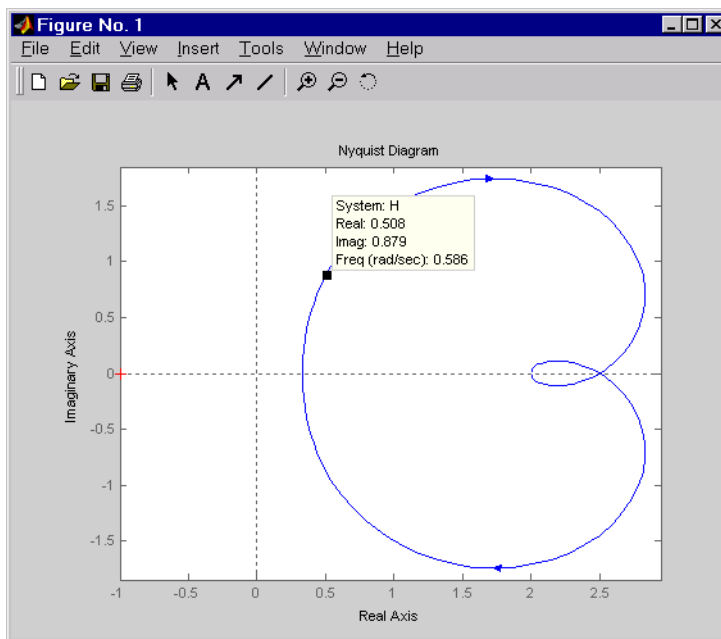 Figure No. 1
File Edit View Insert Tools Window Help
A
Nyquist Diagram
System: H
Real: 0.508
Imag: 0.879
Freq (rad/sec): 0.586
Imaginary Axis
1.5
1
0.5
0
-0.5
-1
-1.5
-1 -0.5 0 0.5 1 1.5 2 2.5
Real Axis